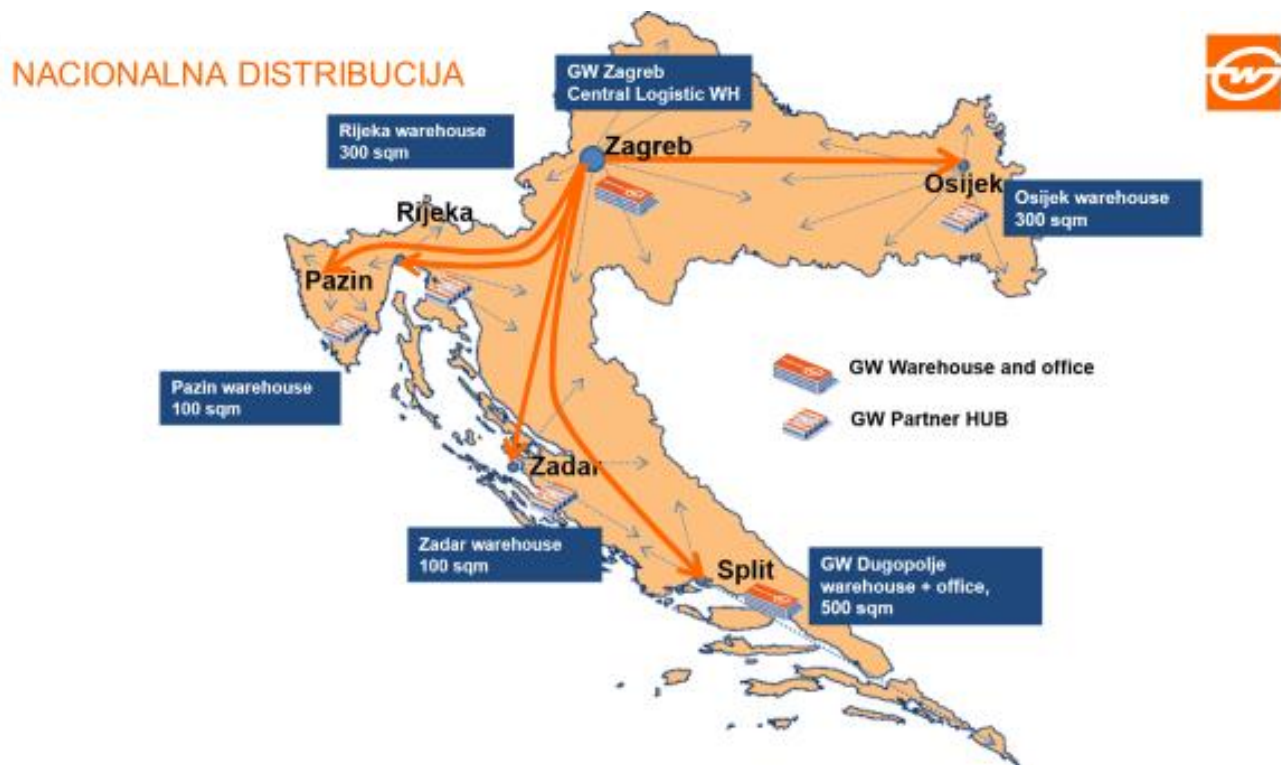 NACIONALNA DISTRIBUCIJA
GW Zagreb
Central Logistic WH
Rijeka warehouse
300 sqm
Zagreb
Osijek
Osijek warehouse
300 sqm
Rijeka
Pazin
Pazin warehouse
100 sqm
GW Warehouse and office
GW Partner HUB
Zadar
Zadar warehouse
100 sqm
Split
GW Dugopolje
warehouse + office,
500 sqm